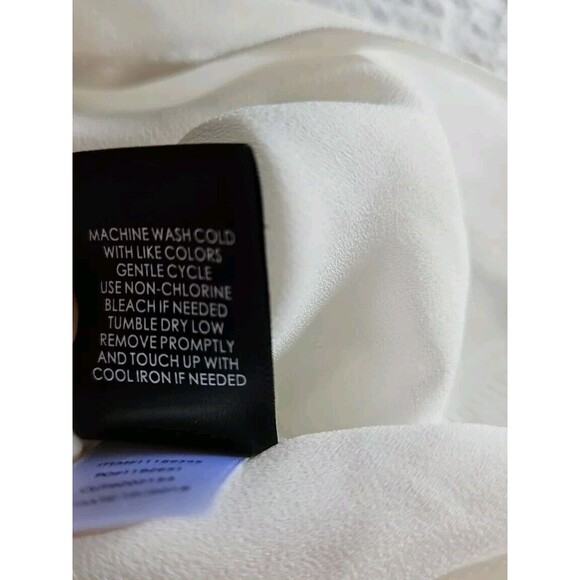 MACHINE WASH COLD
WITH LIKE COLORS
GENTLE CYCLE
USE NON-CHLORINE
BLEACH IF NEEDED
TUMBLE DRY LOW
REMOVE PROMPTLY
AND TOUCH UP WITH
COOL IRON IF NEEDED